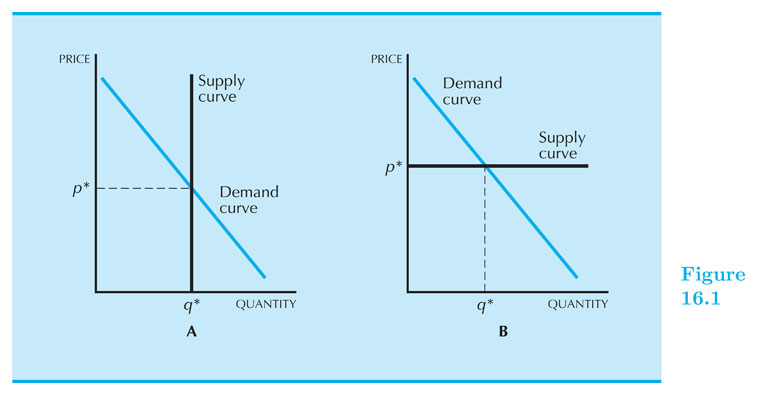 PRICE
Supply
curve
p*
Demand
curve
q*
QUANTITY
A
PRICE
Demand
curve
Supply
curve
p*
q*
QUANTITY
B
Figure
16.1